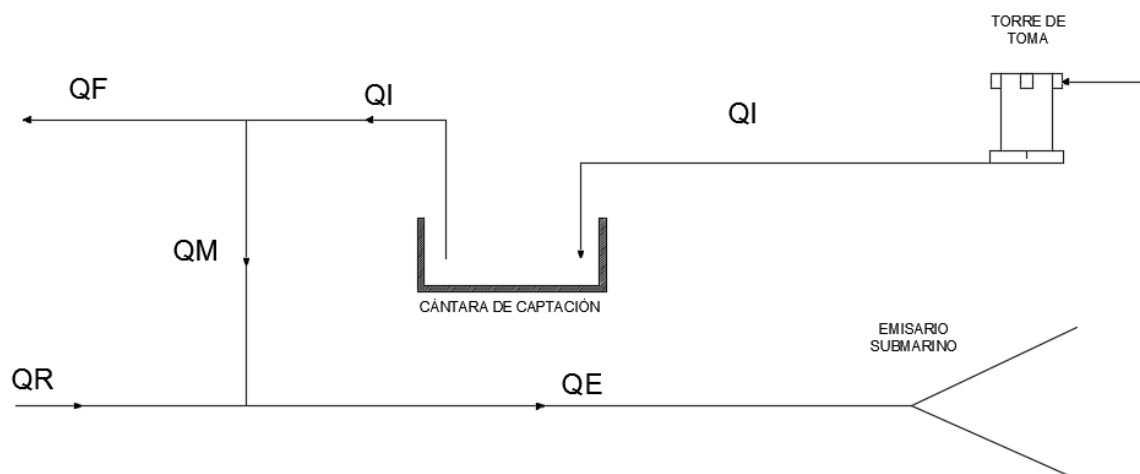 TORRE DE
TOMA
QF
QI
QI
QM
CÁNTARA DE CAPTACIÓN
EMISARIO
SUBMARINO
QR
QE